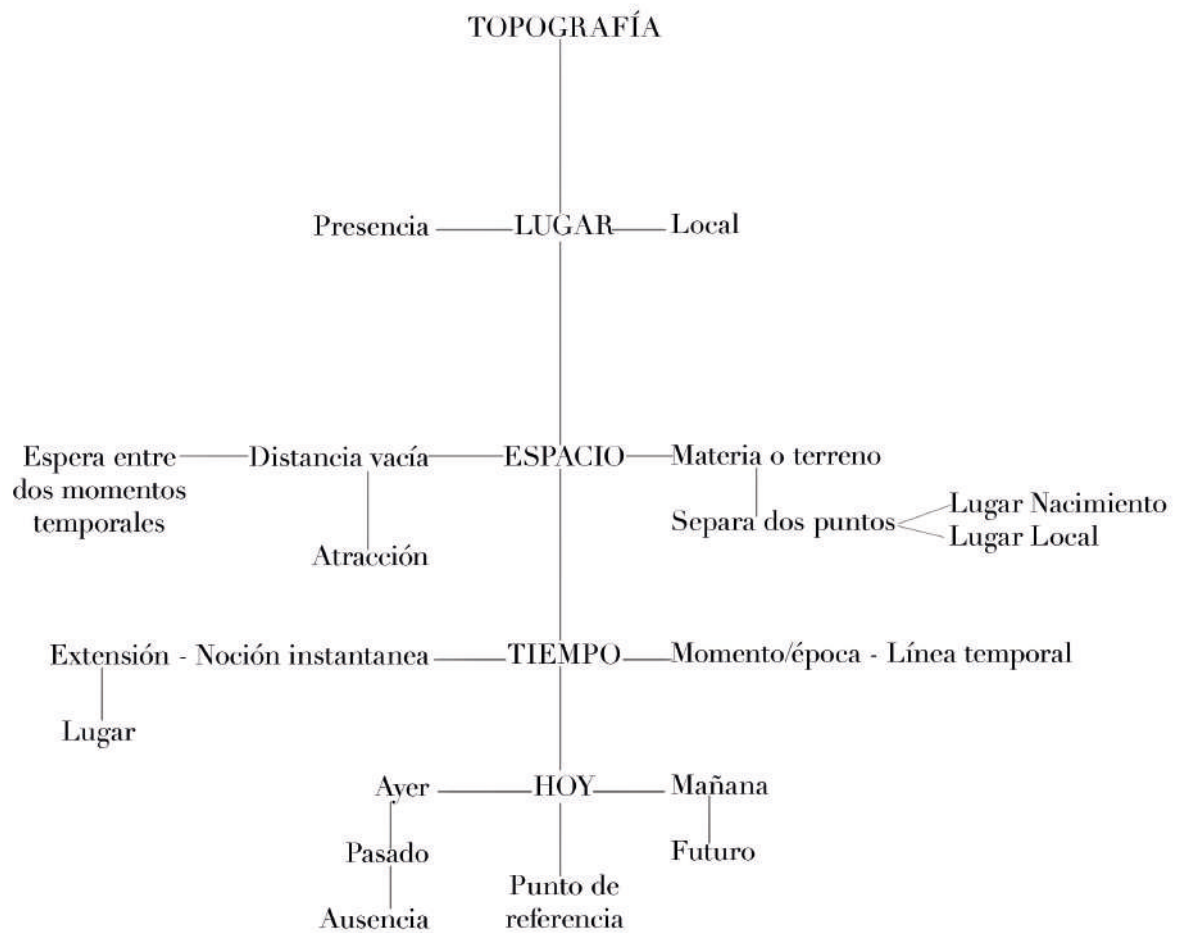 TOPOGRAFÍA
Presencia LUGAR Local
Espera entre Distancia vacía ESPACIO Materia o terreno
dos momentos
temporales
Separa dos puntos
Lugar Nacimiento
Lugar Local
Atracción
Extensión - Noción instantanea TIEMPO Momento/época - Línea temporal
Lugar
Ayer HOY Mañana
Pasado
Futuro
Punto de
referencia
Ausencia